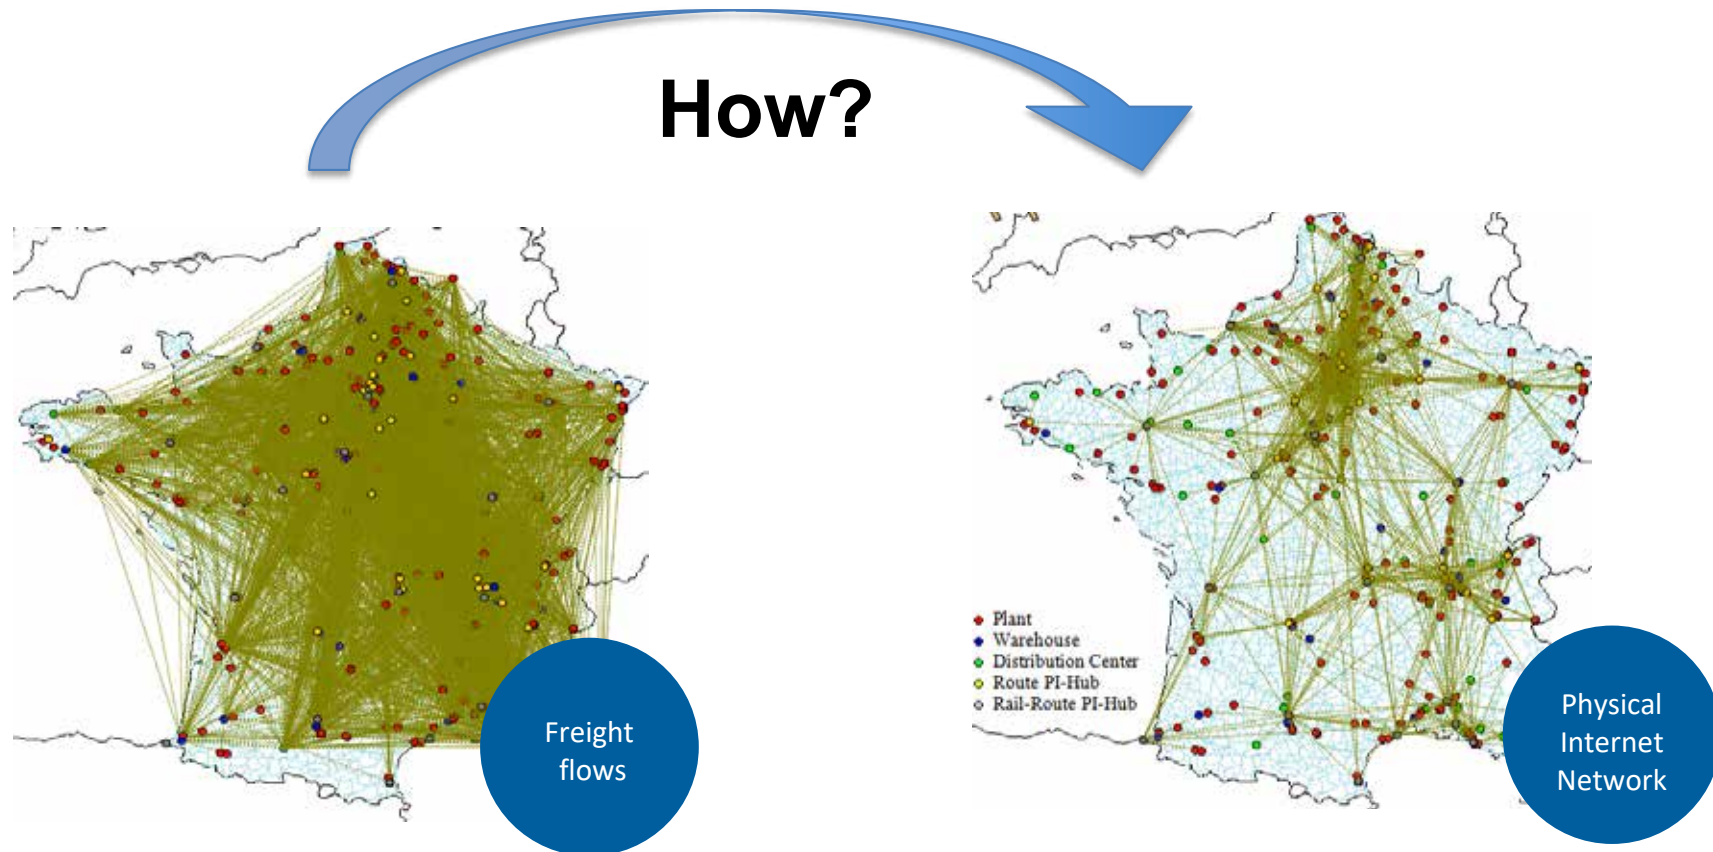 How?
Freight
flows
Plant
Warehouse
Distribution Center
Route PI-Hub
Rail-Route PI-Hub
Physical
Internet
Network